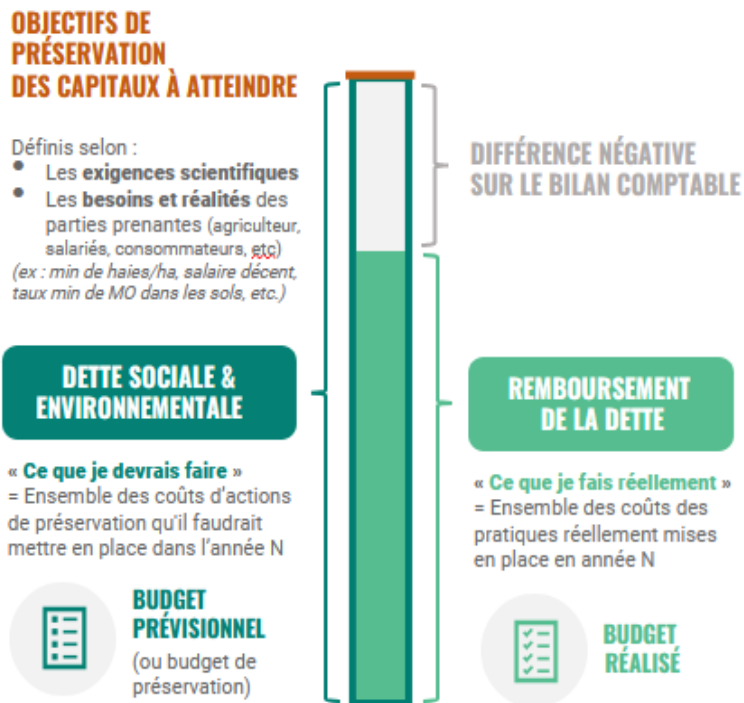 OBJECTIFS DE
PRÉSERVATION
DES CAPITAUX À ATTEINDRE
Définis selon :
• Les exigences scientifiques
• Les besoins et réalités des
parties prenantes (agriculteur,
salariés, consommateurs, etc)
(ex : min de haies/ha, salaire décent,
taux min de MO dans les sols, etc.)
DIFFÉRENCE NÉGATIVE
SUR LE BILAN COMPTABLE
DETTE SOCIALE &
ENVIRONNEMENTALE
« Ce que je devrais faire »
= Ensemble des coûts d'actions
de préservation qu'il faudrait
mettre en place dans l'année N
BUDGET
PRÉVISIONNEL
(ou budget de
préservation)
REMBOURSEMENT
DE LA DETTE
« Ce que je fais réellement »
= Ensemble des coûts des
pratiques réellement mises
en place en année N
BUDGET
RÉALISÉ